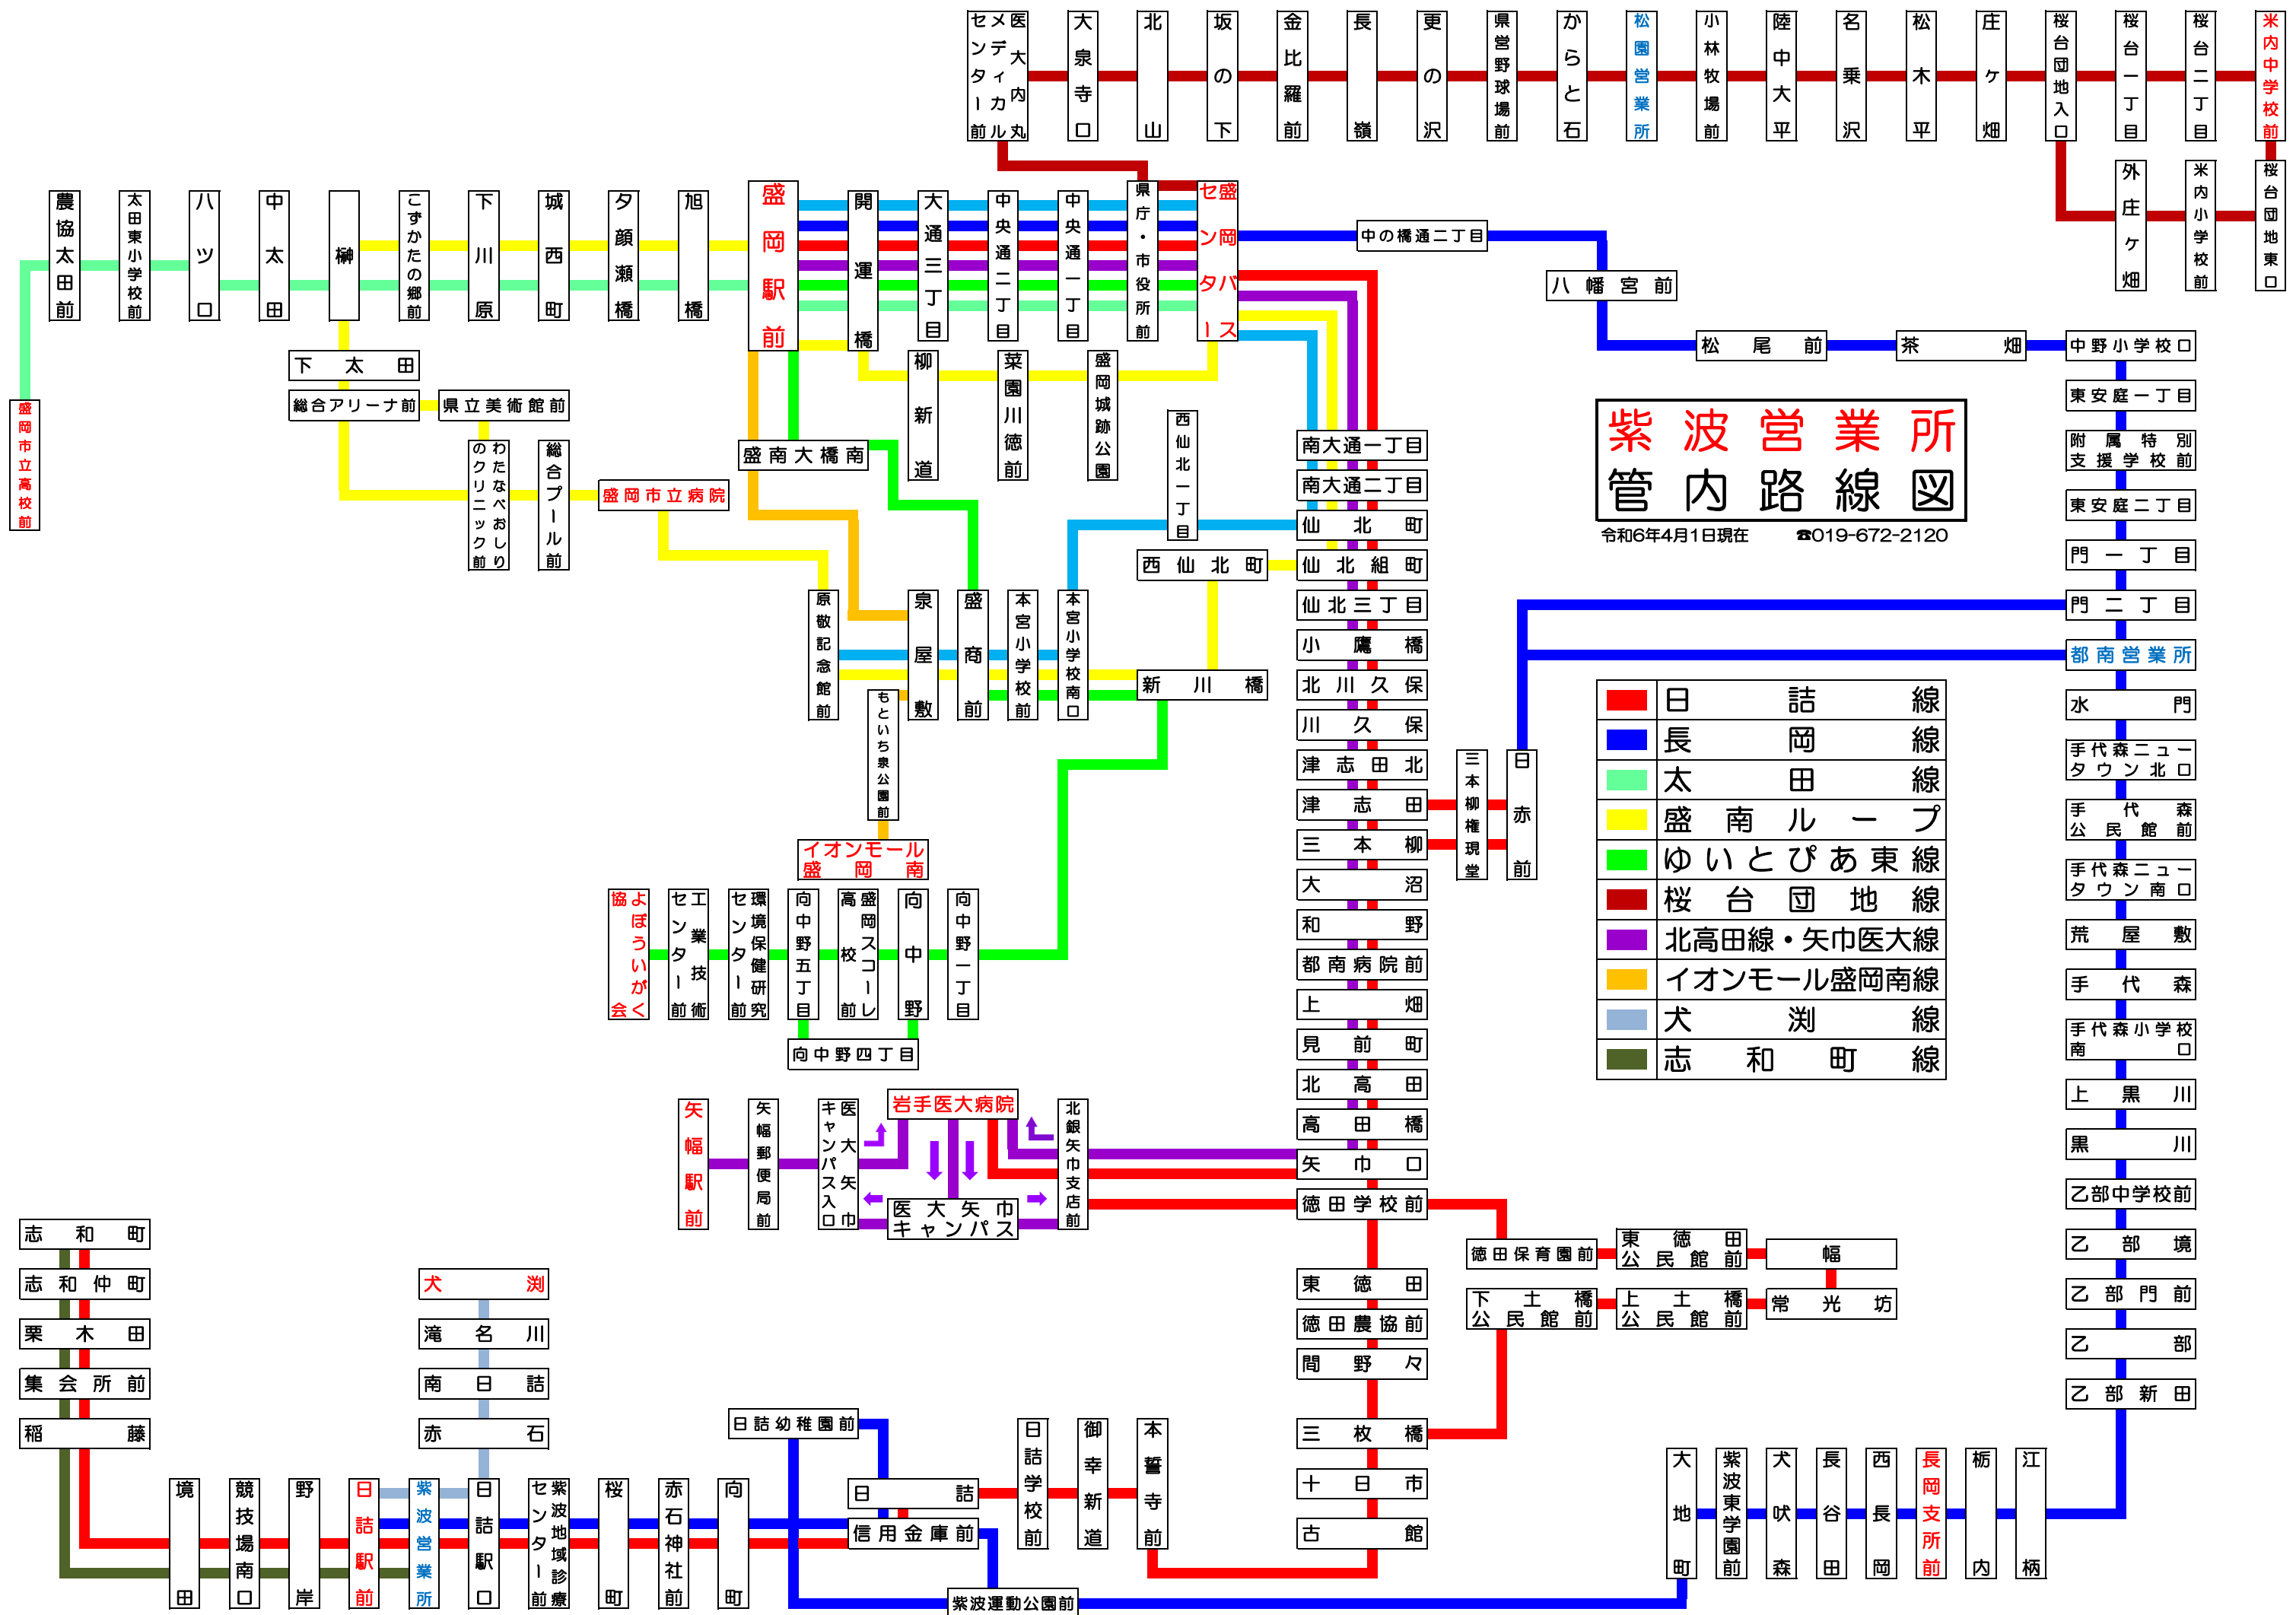 医大内丸メディカルセンター前
大泉寺口
北山
坂の下
金比羅前
長嶺
更の沢
県営野球場前
からと石
松園営業所
小林牧場前
陸中大平
名乗沢
松木平
庄ヶ畑
桜台団地入口
桜台一丁目
桜台二丁目
米内中学校前
外庄ヶ畑
米内小学校前
桜台団地東口
農協太田前
太田東小学校前
八ツ口
中太田
榊
こずかたの郷前
下川原
城西町
夕顔瀬橋
旭橋
盛岡駅前
開運橋
大通三丁目
中央通二丁目
中央通一丁目
県庁・市役所前
盛岡バスセンター
中の橋通二丁目
八幡宮前
松尾前
茶畑
中野小学校口
盛岡市立高校前
下太田
総合アリーナ前
県立美術館前
わたなべおしりのクリニック前
総合プール前
盛岡市立病院
柳新道
菜園川徳前
盛岡城跡公園
盛南大橋南
西仙北一丁目
西仙北町
原敬記念館前
泉屋敷
盛商前
本宮小学校前
本宮小学校南口
新川橋
もといち泉公園前
イオンモール
盛岡南
よぼういがく協会
工業技術センター前
環境保健研究センター前
向中野五丁目
盛岡スコーレ高校前
向中野
向中野一丁目
向中野四丁目
南大通一丁目
南大通二丁目
仙北町
仙北組町
仙北三丁目
小鷹橋
北川久保
川久保
津志田北
津志田
三本柳
大沼
和野
都南病院前
上畑
見前町
北高田
高田橋
矢巾口
徳田学校前
東徳田
徳田農協前
間野々
三枚橋
十日市
古館
三本柳権現堂
日赤前
紫波営業所
管内路線図
令和6年4月1日現在 ☎019-672-2120
日詰線
長岡線
太田線
盛南ループ
ゆいとぴあ東線
桜台団地線
北高田線・矢巾医大線
イオンモール盛岡南線
犬渕線
志和町線
東安庭一丁目
附属特別
支援学校前
東安庭二丁目
門一丁目
門二丁目
都南営業所
水門
手代森ニュー
タウン北口
手代森
公民館前
手代森ニュー
タウン南口
荒屋敷
手代森
手代森小学校
南口
上黒川
黒川
乙部中学校前
乙部境
乙部門前
乙部
乙部新田
矢幅駅前
矢幅郵便局前
医大矢巾キャンパス入口
岩手医大病院
医大矢巾
キャンパス
北銀矢巾支店前
徳田保育園前
東徳田
公民館前
幅
下土橋
公民館前
上土橋
公民館前
常光坊
志和町
志和仲町
栗木田
集会所前
稲藤
犬渕
滝名川
南日詰
赤石
境田
競技場南口
野岸
日詰駅前
紫波営業所
日詰駅口
紫波地域診療センター前
桜町
赤石神社前
向町
日詰幼稚園前
日詰
信用金庫前
紫波運動公園前
日詰学校前
御幸新道
本誓寺前
大地町
紫波東学園前
犬吠森
長谷田
西長岡
長岡支所前
栃内
江柄